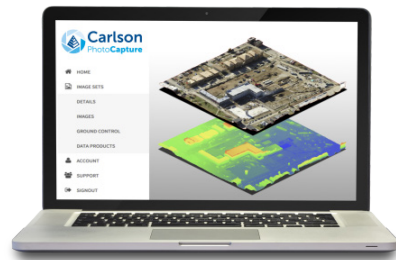 Carlson
PhotoCapture
HOME
IMAGE SETS
DETAILS
IMAGES
GROUND CONTROL
DATA PRODUCTS
ACCOUNT
SUPPORT
SIGNOUT